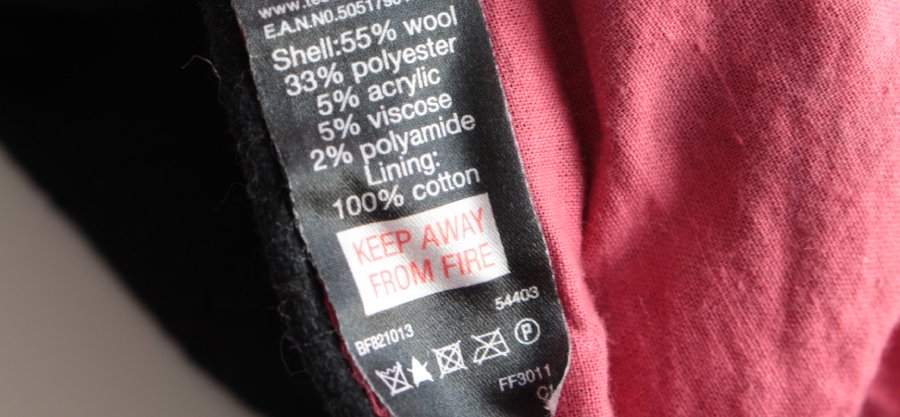 E.A.N.NO.505179
Shell:55% wool
33% polyester
5% acrylic
5% viscose
2% polyamide
Lining:
100% cotton
KEEP AWAY
FROM FIRE
54403
BF821013
P
FF3011